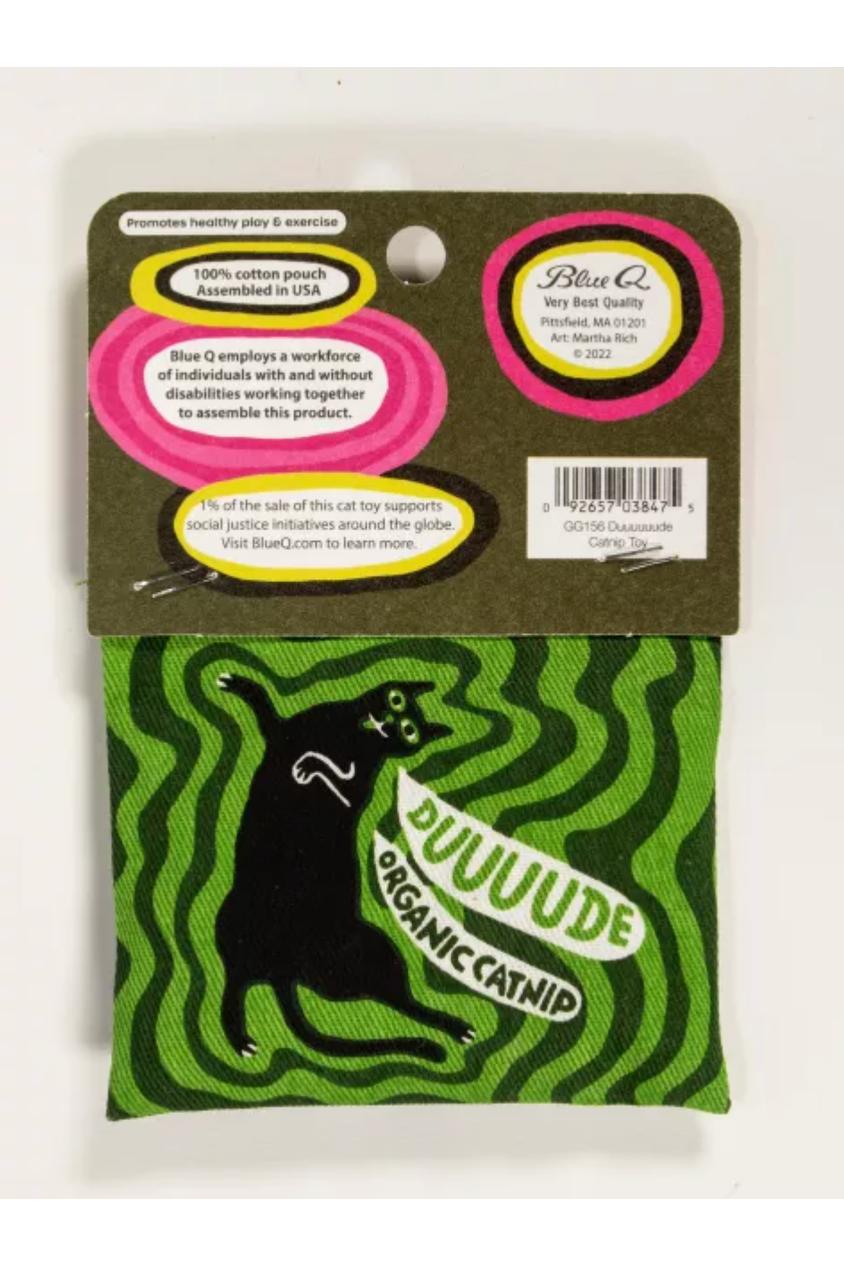 Promotes healthy play & exercise
100% cotton pouch
Assembled in USA
Blue Q employs a workforce
of individuals with and without
disabilities working together
to assemble this product.
1% of the sale of this cat toy supports
social justice initiatives around the globe.
Visit BlueQ.com to learn more.
Blue Q
Very Best Quality
Pittsfield, MA 01201
Art: Martha Rich
© 2022
0 92657 03847 5
GG156 Duuuuuude
Catnip Toy
DUUUUDE
ORGANIC CATNIP